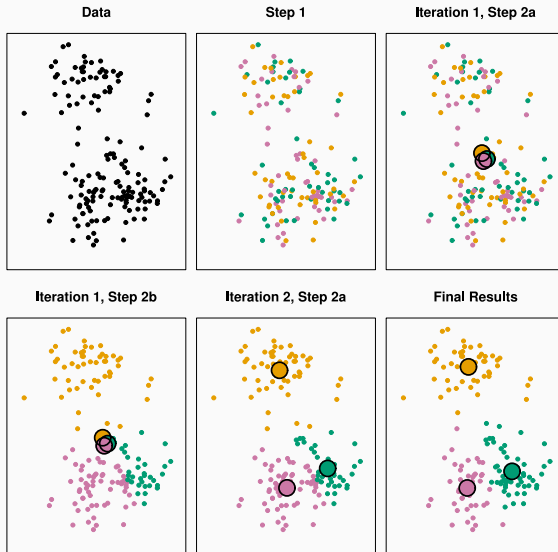 Data
Step 1
Iteration 1, Step 2a
Iteration 1, Step 2b
Iteration 2, Step 2a
Final Results